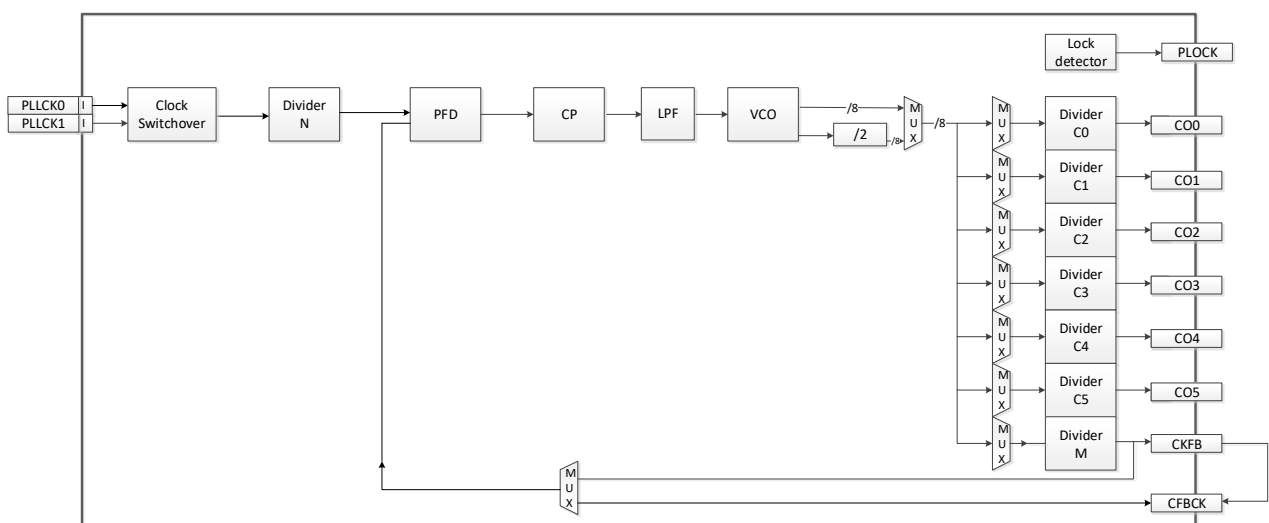 Lock
detector
PLOCK
PLLCK0
I
PLLCK1
I
Clock
Switchover
Divider
N
PFD
CP
LPF
VCO
/8
/2
/8
M
U
X
/8
M
U
X
Divider
C0
CO0
M
U
X
Divider
C1
CO1
M
U
X
Divider
C2
CO2
M
U
X
Divider
C3
CO3
M
U
X
Divider
C4
CO4
M
U
X
Divider
C5
CO5
M
U
X
Divider
M
CKFB
M
U
X
CFBCK